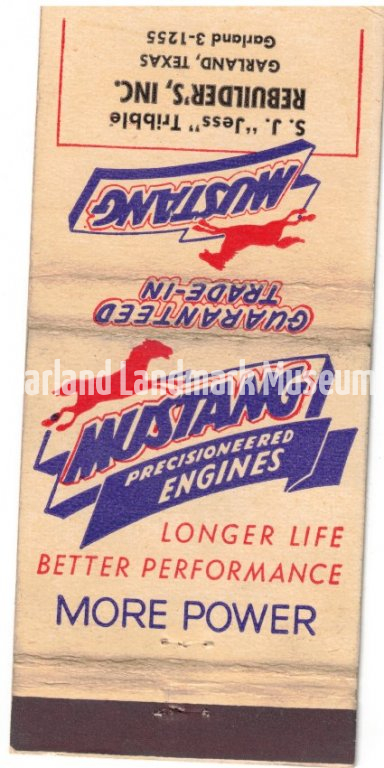 S. J. "Jess" Tribble
REBUILDER'S, INC.
GARLAND, TEXAS
Garland 3-1255
MUSTANG
GUARANTEED
TRADE-IN
arland Landmark Museum
MUSTANG
PRECISIONEERED
ENGINES
LONGER LIFE
BETTER PERFORMANCE
MORE POWER